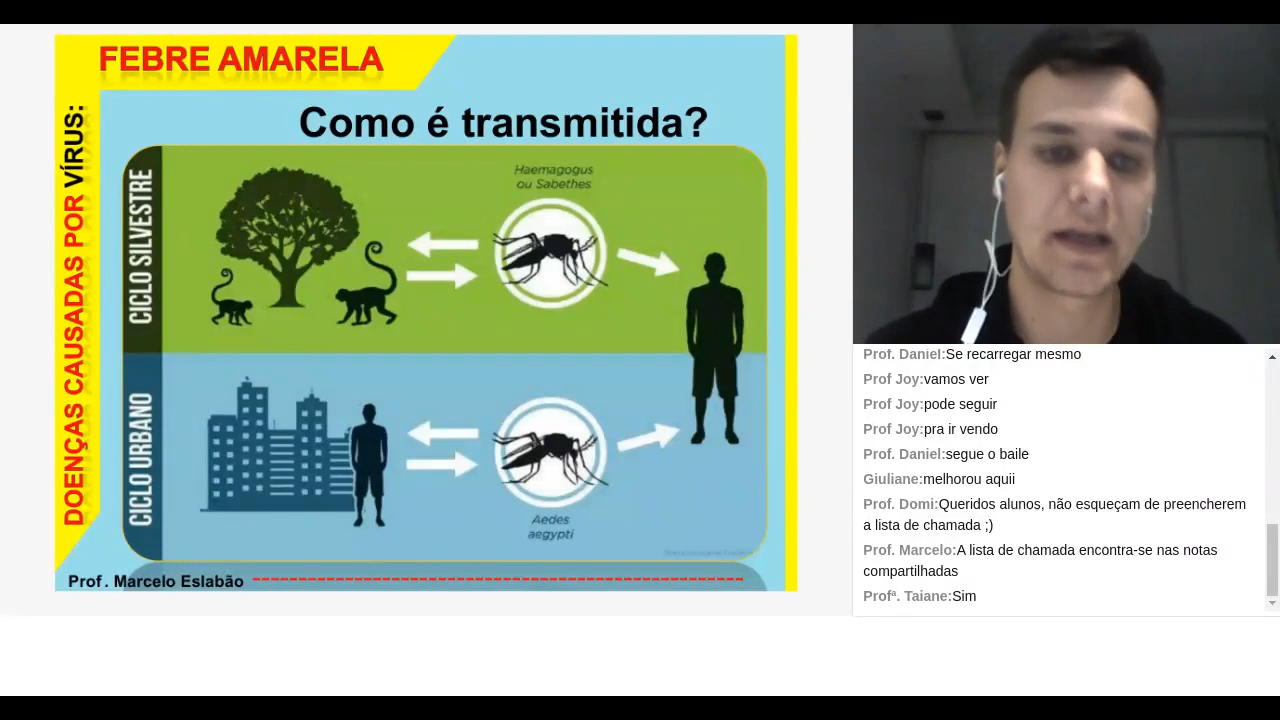 FEBRE AMARELA
DOENÇAS CAUSADAS POR VÍRUS:
Como é transmitida?
CICLO SILVESTRE
Haemagogus
ou Sabethes
CICLO URBANO
Aedes
aegypti
Prof. Marcelo Eslabão
Prof. Daniel:Se recarregar mesmo
Prof Joy:vamos ver
Prof Joy:pode seguir
Prof Joy:pra ir vendo
Prof. Daniel:segue o baile
Giuliane:melhorou aquii
Prof. Domi:Queridos alunos, não esqueçam de preencherem
a lista de chamada ;)
Prof. Marcelo:A lista de chamada encontra-se nas notas
compartilhadas
Profª. Taiane:Sim